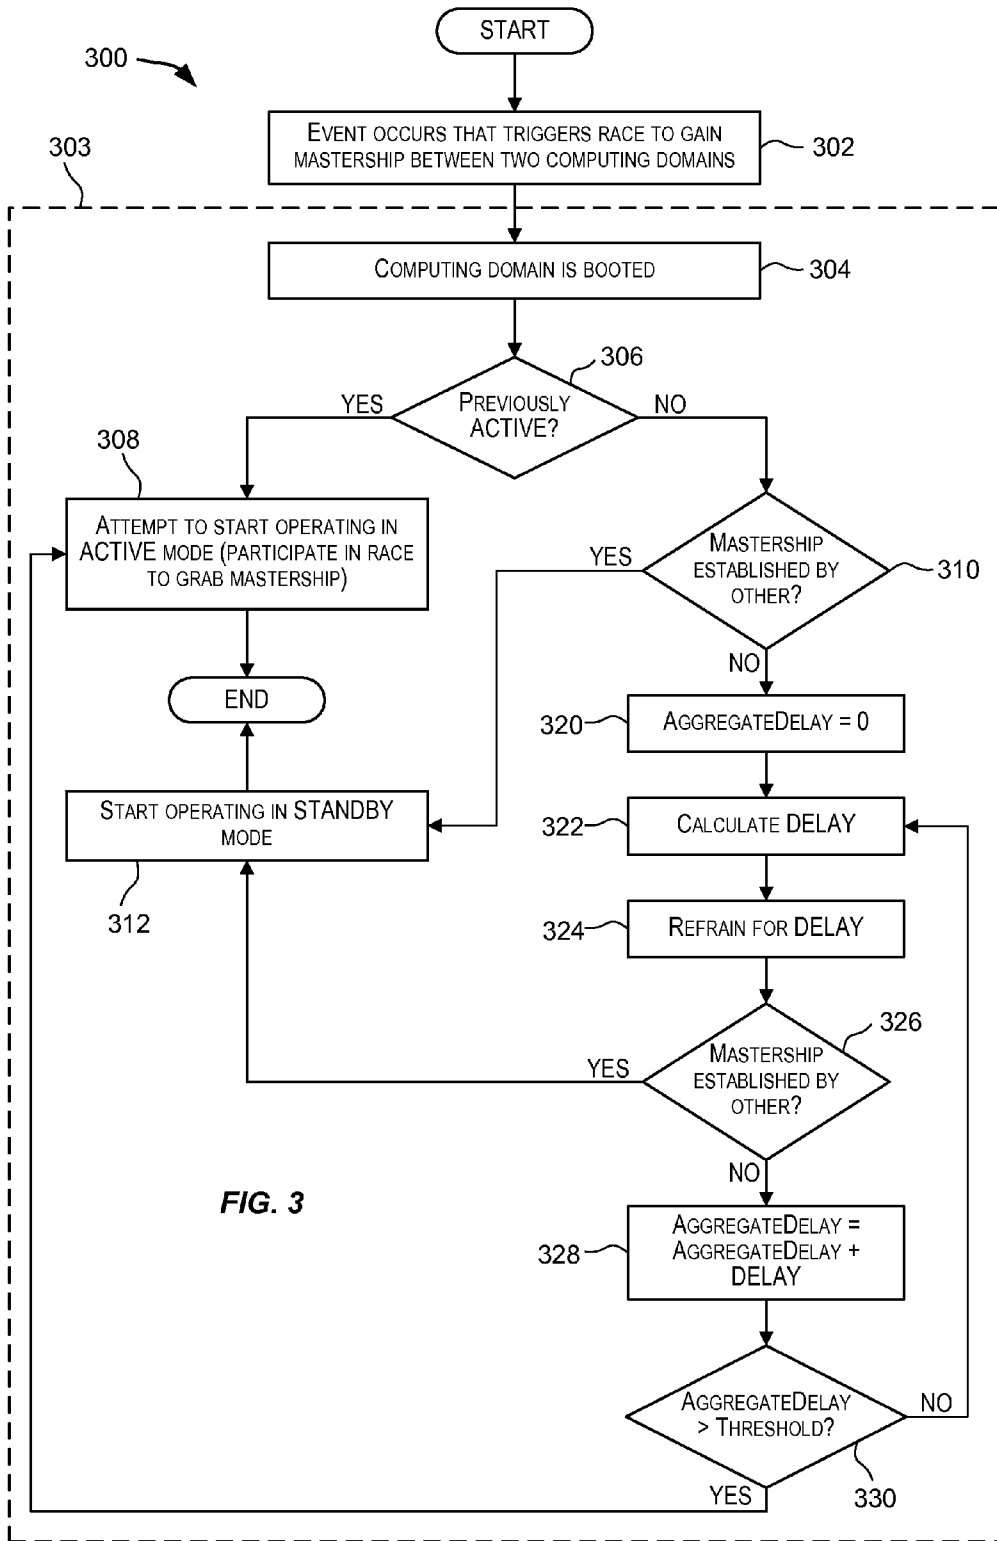 START
300
EVENT OCCURS THAT TRIGGERS RACE TO GAIN
MASTERSHIP BETWEEN TWO COMPUTING DOMAINS
302
303
COMPUTING DOMAIN IS BOOTED
304
306
PREVIOUSLY
ACTIVE?
YES
NO
308
ATTEMPT TO START OPERATING IN
ACTIVE MODE (PARTICIPATE IN RACE
TO GRAB MASTERSHIP)
MASTERSHIP
ESTABLISHED BY
OTHER?
310
YES
NO
END
320
AGGREGATEDELAY = 0
START OPERATING IN STANDBY
MODE
312
322
CALCULATE DELAY
324
REFRAIN FOR DELAY
326
MASTERSHIP
ESTABLISHED BY
OTHER?
YES
NO
FIG. 3
328
AGGREGATEDELAY =
AGGREGATEDELAY +
DELAY
AGGREGATEDELAY
> THRESHOLD?
NO
330
YES